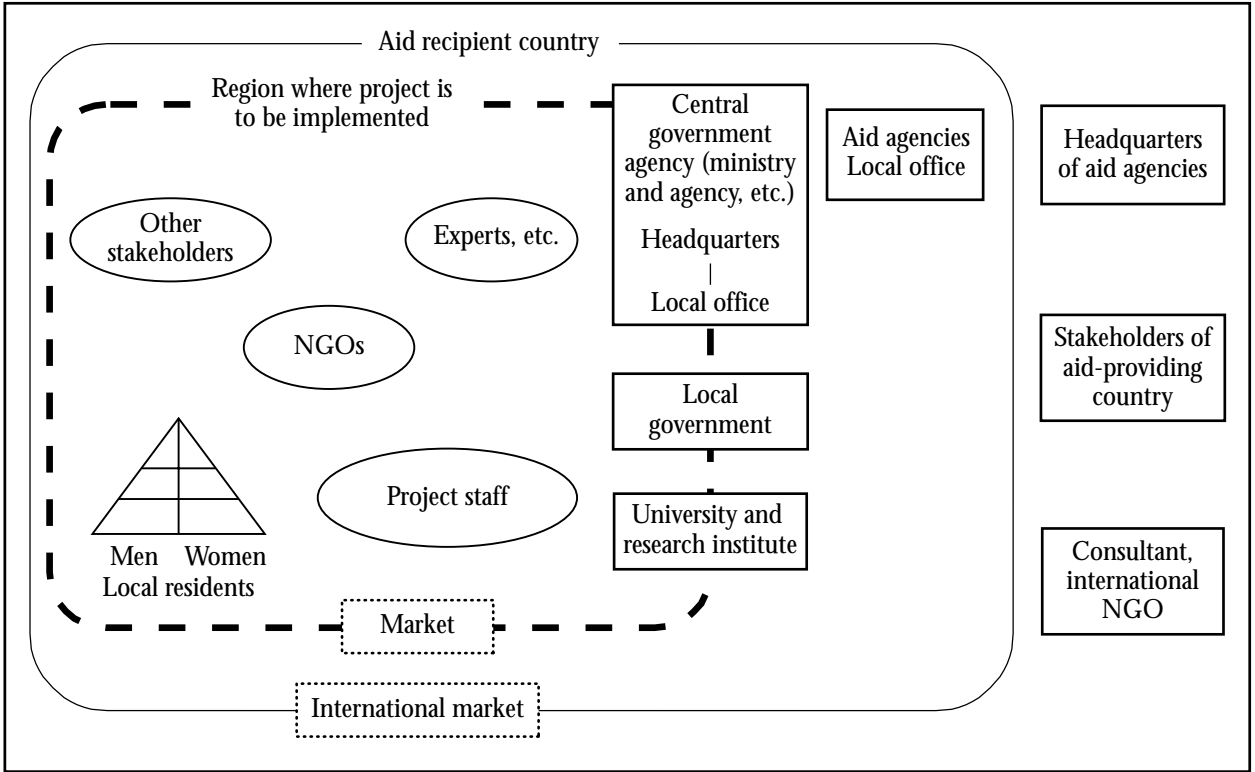 Aid recipient country
Region where project is
to be implemented
Central
government
agency (ministry
and agency, etc.)
Headquarters
Local office
Aid agencies
Local office
Headquarters
of aid agencies
Other
stakeholders
Experts, etc.
NGOs
Stakeholders of
aid-providing
country
Local
government
Project staff
University and
research institute
Men Women
Local residents
Consultant,
international
NGO
Market
International market